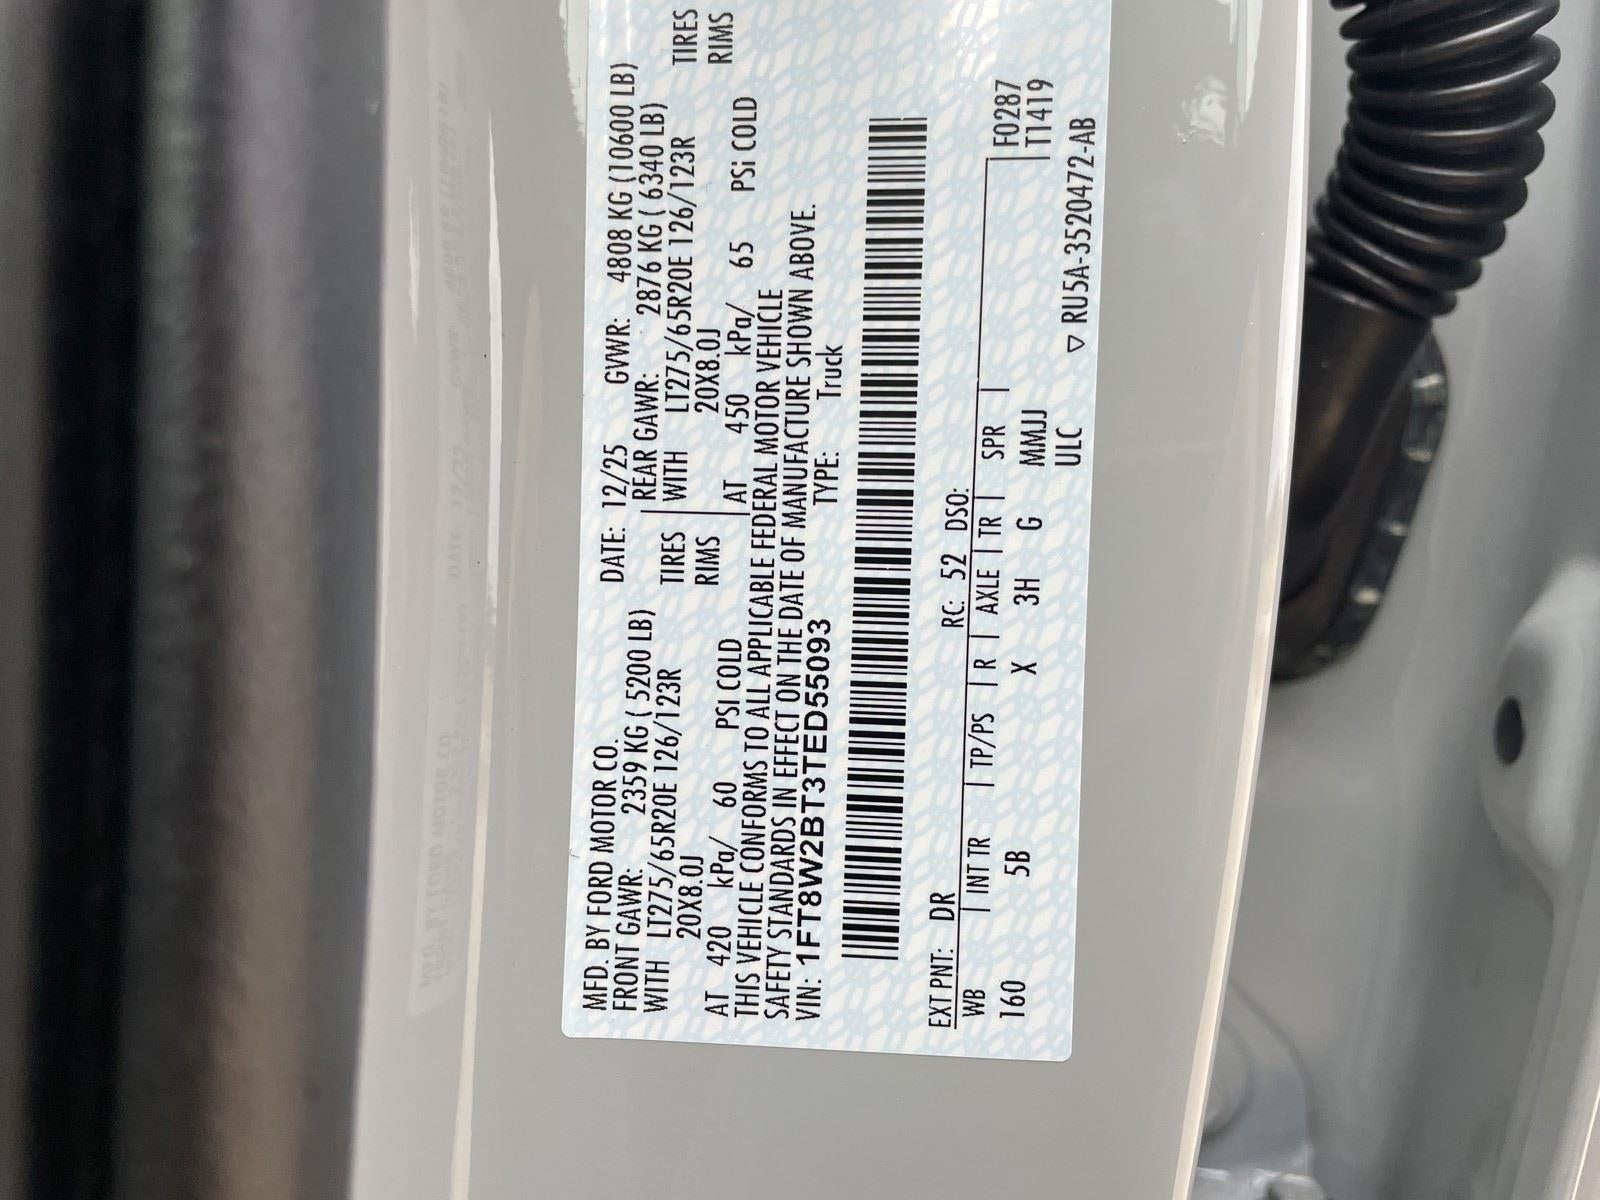 MFD. BY FORD MOTOR CO. DATE: 12/25 GVWR: 4808 KG (10600 LB)
FRONT GAWR: 2359 KG ( 5200 LB) REAR GAWR: 2876 KG ( 6340 LB)
WITH LT275/65R20E 126/123R TIRES WITH LT275/65R20E 126/123R TIRES
20X8.0J RIMS 20X8.0J RIMS
AT 420 kPa/ 60 PSI COLD AT 450 kPa/ 65 PSi COLD
THIS VEHICLE CONFORMS TO ALL APPLICABLE FEDERAL MOTOR VEHICLE
SAFETY STANDARDS IN EFFECT ON THE DATE OF MANUFACTURE SHOWN ABOVE.
VIN: 1FT8W2BT3TED55093 TYPE: Truck
EXT PNT: DR RC: 52 DSO:
WB | INT TR | TP/PS | R | AXLE | TR | SPR | F0287
160 5B X 3H G MMJJ T1419
ULC
▽ RU5A-3520472-AB